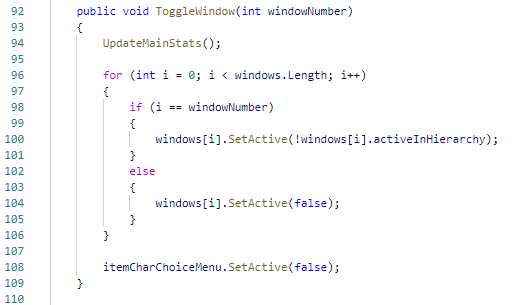 92 public void ToggleWindow(int windowNumber)
93 {
94 UpdateMainStats();
95
96 for (int i = 0; i < windows.Length; i++)
97 {
98 if (i == windowNumber)
99 {
100 windows[i].SetActive(!windows[i].activeInHierarchy);
101 }
102 else
103 {
104 windows[i].SetActive(false);
105 }
106 }
107
108 itemCharChoiceMenu.SetActive(false);
109 }
110